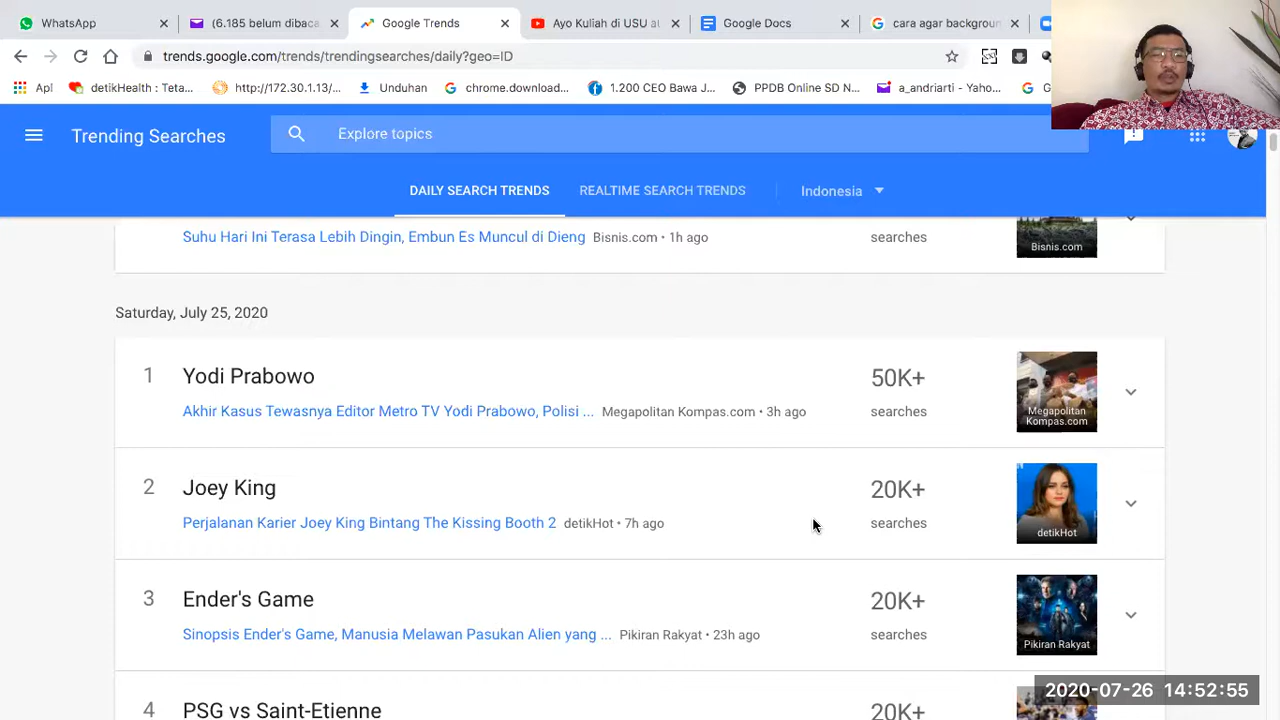 WhatsApp
(6.185 belum dibaca
Google Trends
Ayo Kuliah di USU a
Google Docs
cara agar backgroun
trends.google.com/trends/trendingsearches/daily?geo=ID
Apl
detikHealth : Teta...
http://172.30.1.13/...
Unduhan
chrome.download...
1.200 CEO Bawa J...
PPDB Online SD N...
a_andriarti - Yaho...
G
Trending Searches
Explore topics
DAILY SEARCH TRENDS
REALTIME SEARCH TRENDS
Indonesia
Suhu Hari Ini Terasa Lebih Dingin, Embun Es Muncul di Dieng Bisnis.com • 1h ago
searches
Bisnis.com
Saturday, July 25, 2020
1
Yodi Prabowo
50K+
Akhir Kasus Tewasnya Editor Metro TV Yodi Prabowo, Polisi ... Megapolitan Kompas.com • 3h ago
searches
Megapolitan
Kompas.com
2
Joey King
20K+
Perjalanan Karier Joey King Bintang The Kissing Booth 2 detikHot • 7h ago
searches
detikHot
3
Ender's Game
20K+
Sinopsis Ender's Game, Manusia Melawan Pasukan Alien yang ... Pikiran Rakyat • 23h ago
searches
Pikiran Rakyat
4
PSG vs Saint-Etienne
20K+
2020-07-26 14:52:55